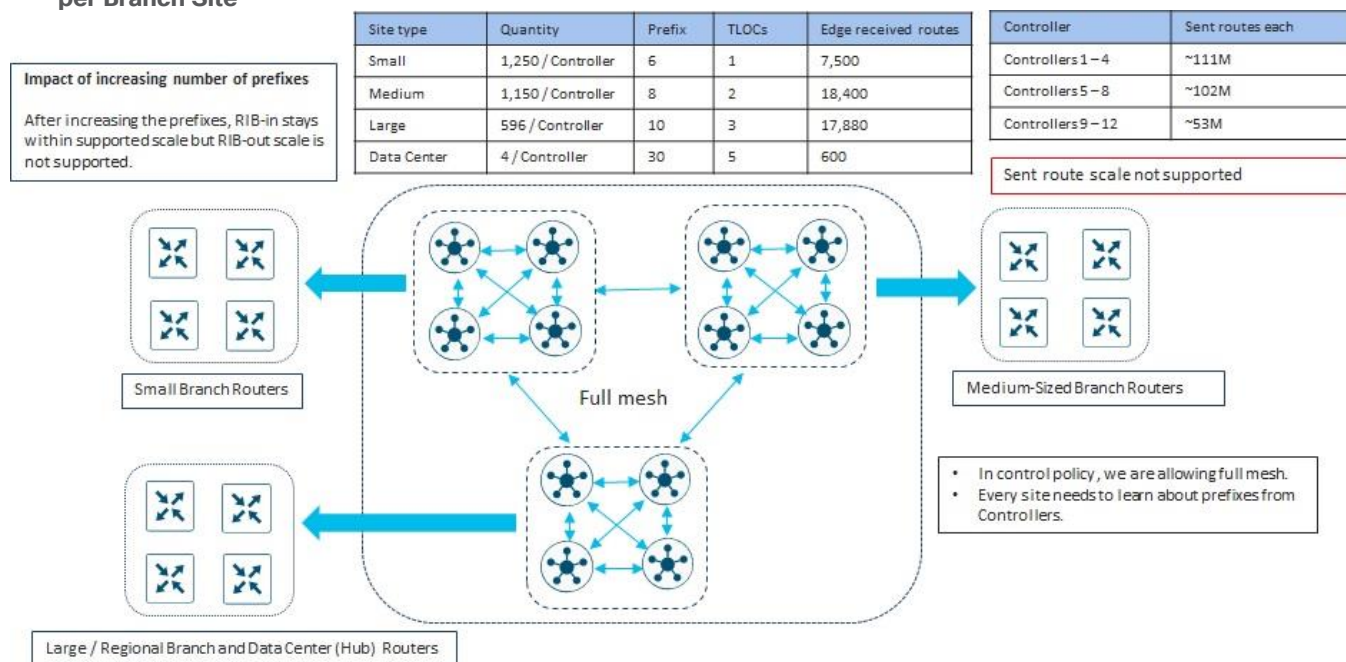 per Branch Site
Site type Quantity Prefix TLOCs Edge received routes
Small 1,250 / Controller 6 1 7,500
Medium 1,150 / Controller 8 2 18,400
Large 596 / Controller 10 3 17,880
Data Center 4 / Controller 30 5 600
Controller Sent routes each
Controllers 1 – 4 ~111M
Controllers 5 – 8 ~102M
Controllers 9 – 12 ~53M
Impact of increasing number of prefixes
After increasing the prefixes, RIB-in stays
within supported scale but RIB-out scale is
not supported.
Sent route scale not supported
Small Branch Routers
Full mesh
Medium-Sized Branch Routers
• In control policy, we are allowing full mesh.
• Every site needs to learn about prefixes from
Controllers.
Large / Regional Branch and Data Center (Hub) Routers